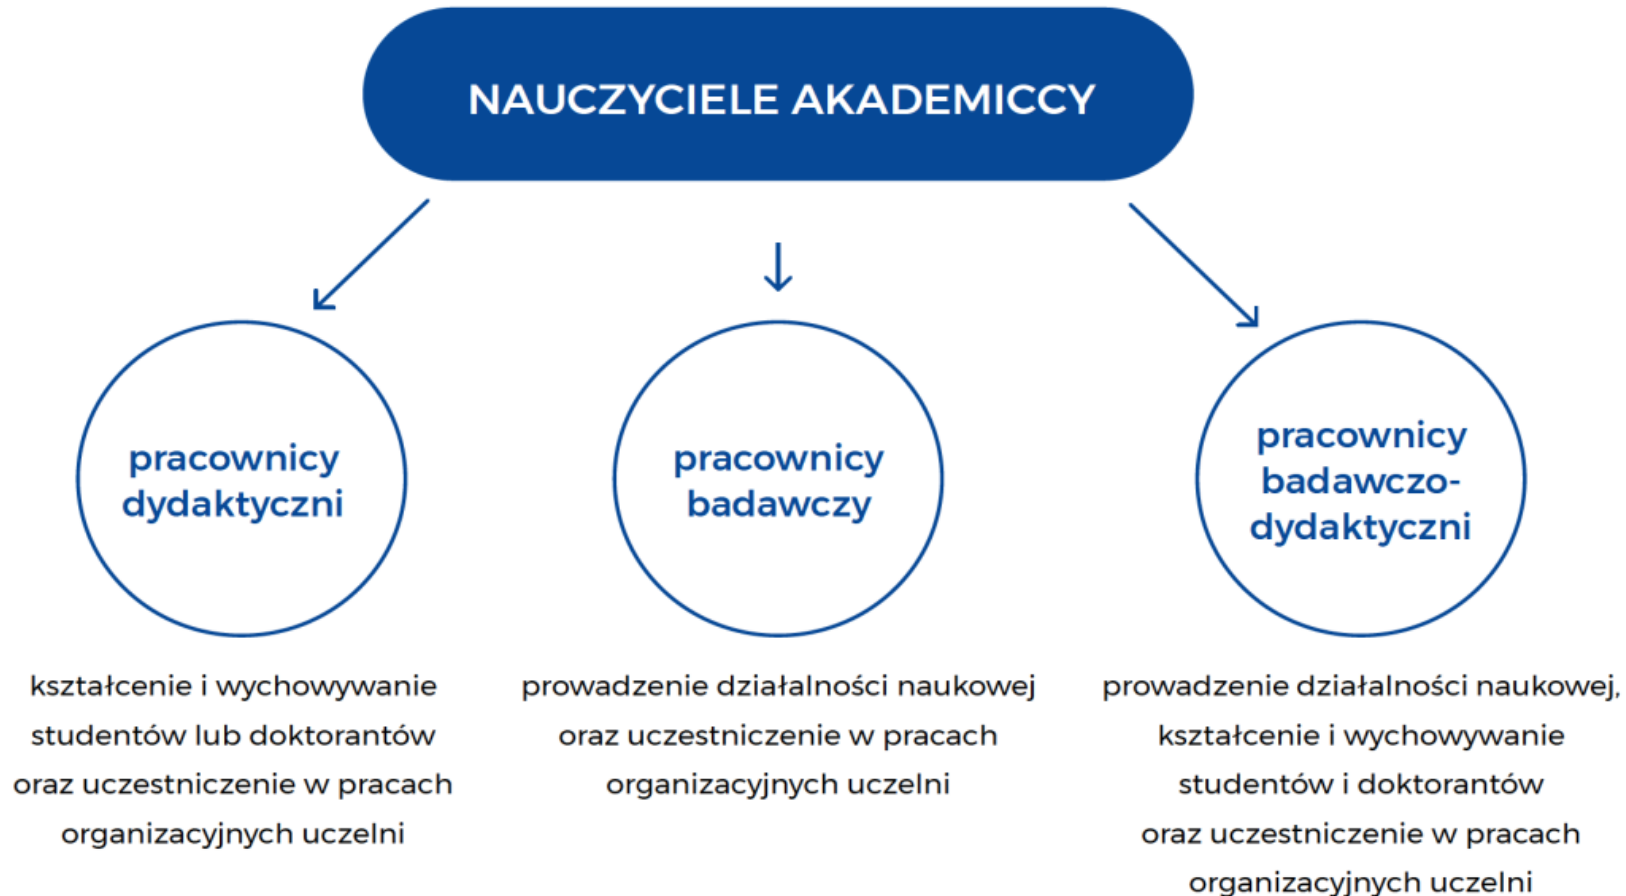 NAUCZYCIELE AKADEMICCY
pracownicy
dydaktyczni
kształcenie i wychowywanie
studentów lub doktorantów
oraz uczestniczenie w pracach
organizacyjnych uczelni
pracownicy
badawczy
prowadzenie działalności naukowej
oraz uczestniczenie w pracach
organizacyjnych uczelni
pracownicy
badawczo-
dydaktyczni
prowadzenie działalności naukowej,
kształcenie i wychowywanie
studentów i doktorantów
oraz uczestniczenie w pracach
organizacyjnych uczelni